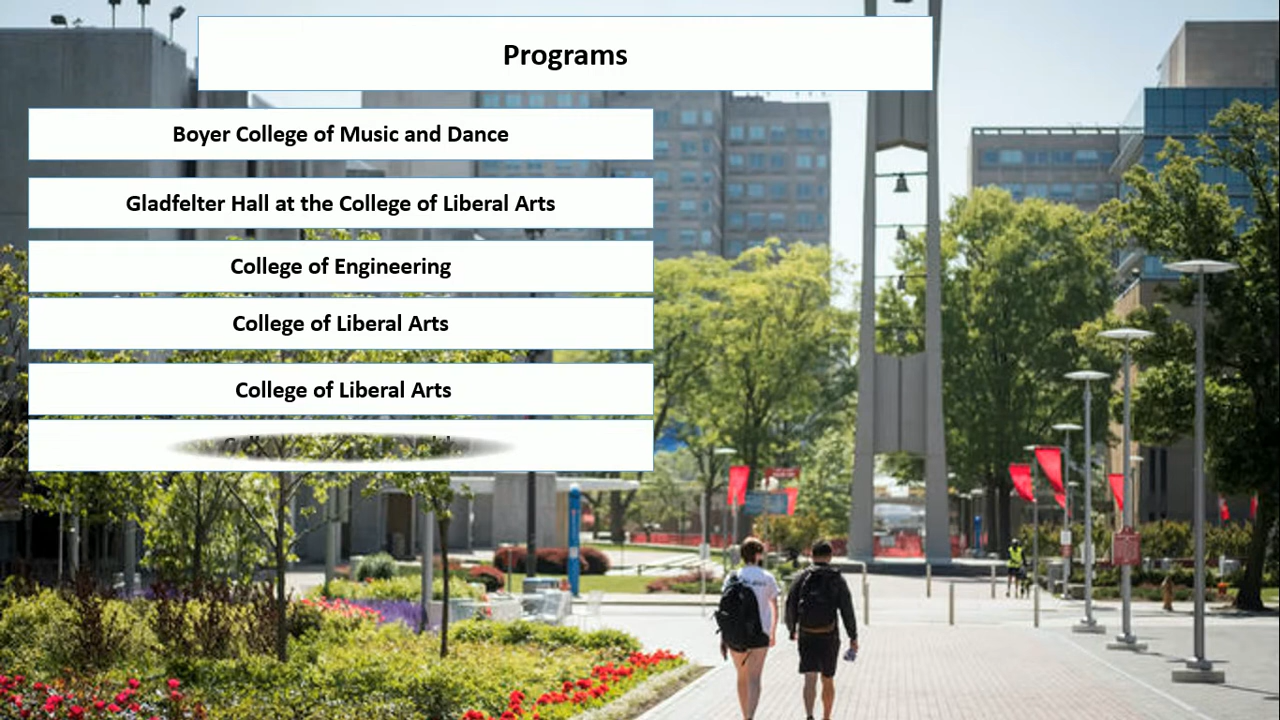 Programs
Boyer College of Music and Dance
Gladfelter Hall at the College of Liberal Arts
College of Engineering
College of Liberal Arts
College of Liberal Arts